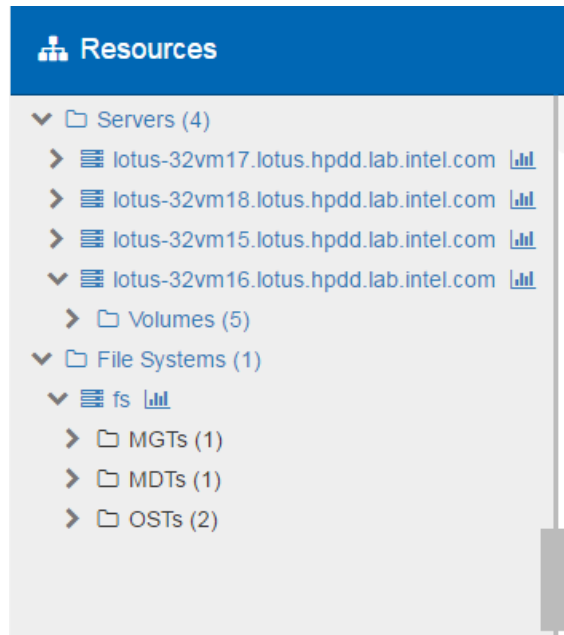 Resources
Servers (4)
lotus-32vm17.lotus.hpdd.lab.intel.com
lotus-32vm18.lotus.hpdd.lab.intel.com
lotus-32vm15.lotus.hpdd.lab.intel.com
lotus-32vm16.lotus.hpdd.lab.intel.com
Volumes (5)
File Systems (1)
fs
MGTs (1)
MDTs (1)
OSTs (2)